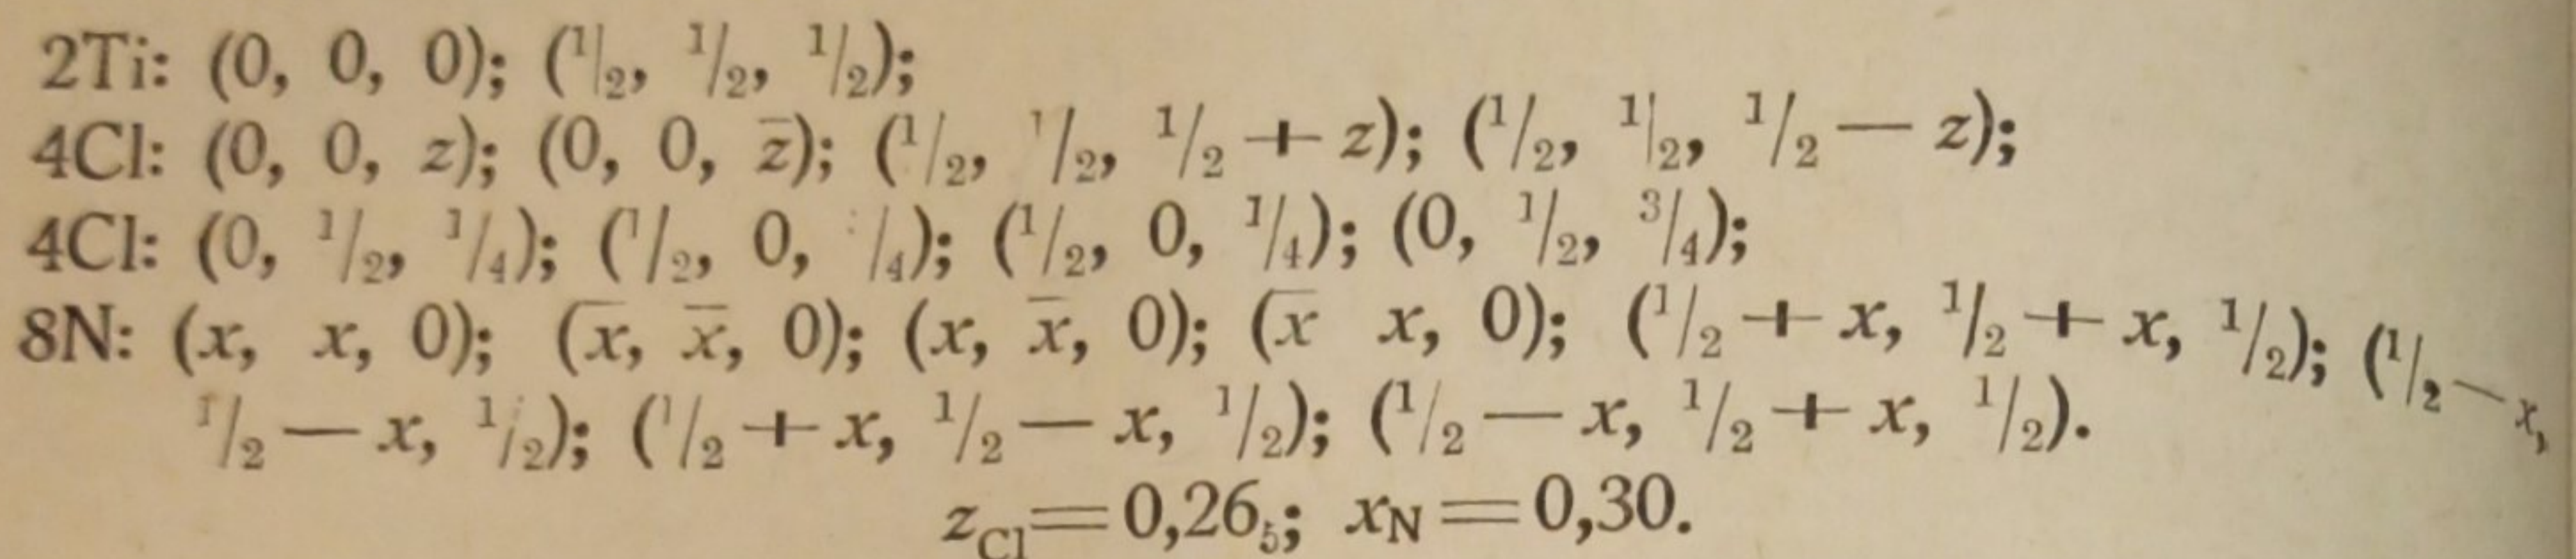 2Ti: (0, 0, 0); (1/2, 1/2, 1/2);
4Cl: (0, 0, z); (0, 0, z̄); (1/2, 1/2, 1/2 + z); (1/2, 1/2, 1/2 — z);
4Cl: (0, 1/2, 1/4); (1/2, 0, /4); (1/2, 0, 1/4); (0, 1/2, 3/4);
8N: (x, x, 0); (x̄, x̄, 0); (x, x̄, 0); (x̄ x, 0); (1/2 + x, 1/2 + x, 1/2); (1/2 — x,
1/2 — x, 1/2); (1/2 + x, 1/2 — x, 1/2); (1/2 — x, 1/2 + x, 1/2).
zCl = 0,265; xN = 0,30.